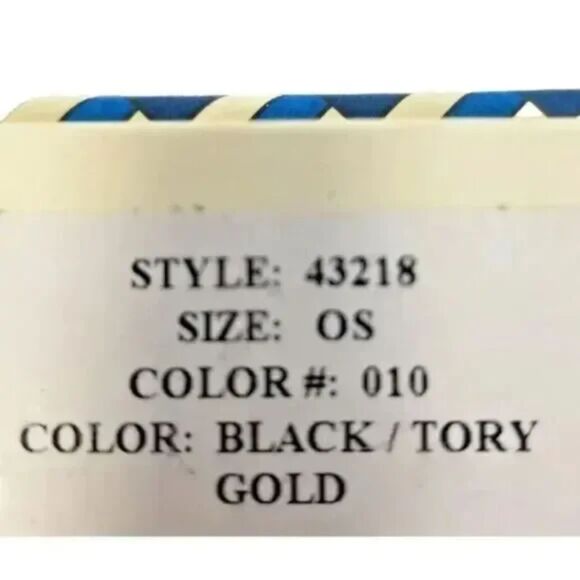 STYLE: 43218
SIZE: OS
COLOR #: 010
COLOR: BLACK / TORY
GOLD